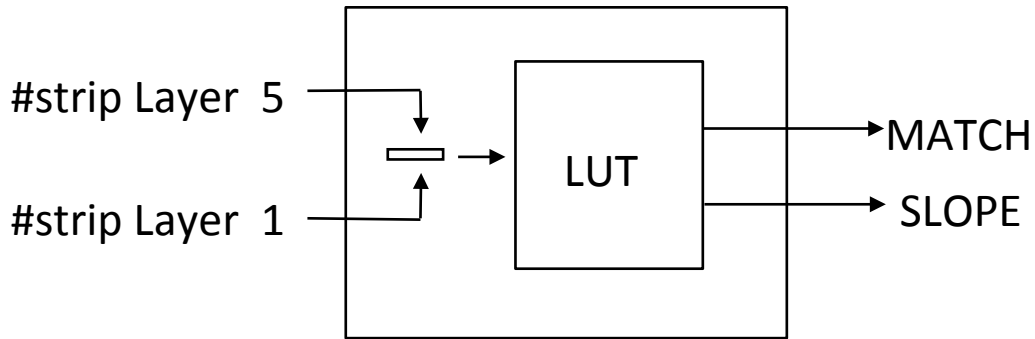 #strip Layer 5
#strip Layer 1
LUT
MATCH
SLOPE